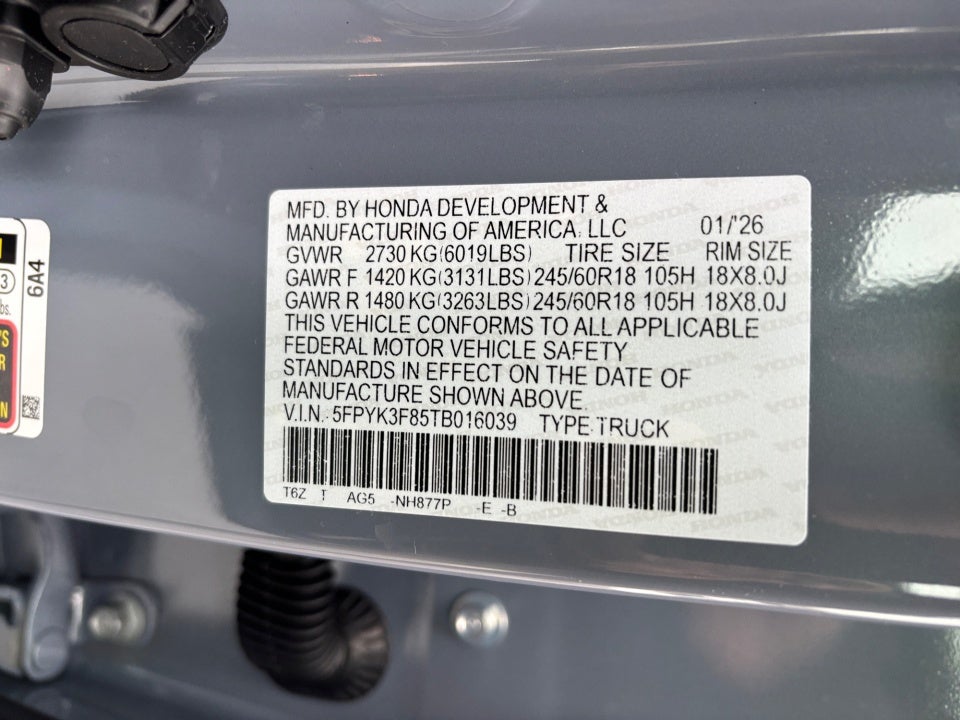 MFD. BY HONDA DEVELOPMENT &
MANUFACTURING OF AMERICA, LLC 01/'26
GVWR 2730 KG(6019LBS) TIRE SIZE RIM SIZE
GAWR F 1420 KG(3131LBS) 245/60R18 105H 18X8.0J
GAWR R 1480 KG(3263LBS) 245/60R18 105H 18X8.0J
THIS VEHICLE CONFORMS TO ALL APPLICABLE
FEDERAL MOTOR VEHICLE SAFETY
STANDARDS IN EFFECT ON THE DATE OF
MANUFACTURE SHOWN ABOVE.
V.I.N.: 5FPYK3F85TB016039 TYPE:TRUCK
T6Z T AG5 -NH877P -E -B
6A4
3